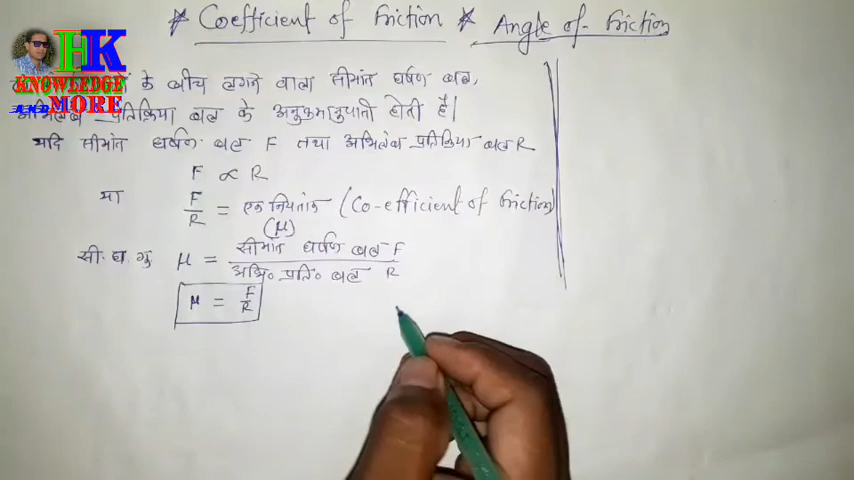 * Coefficient of friction * Angle of friction
HK
KNOWLEDGE
AND MORE
के बीच लगने वाला सीमांत घर्षण बल,
प्रतिक्रिया बल के अनुक्रमानुपाती होती है|
यदि सीमांत घर्षण बल F तथा अभिलंब प्रतिक्रिया बल R
F ∝ R
या
F/R = एक नियतांक (Co-efficient of friction)
(μ)
सी. घ. गु μ = सीमांत घर्षण बल F / अभि० प्रति० बल R
μ = F/R